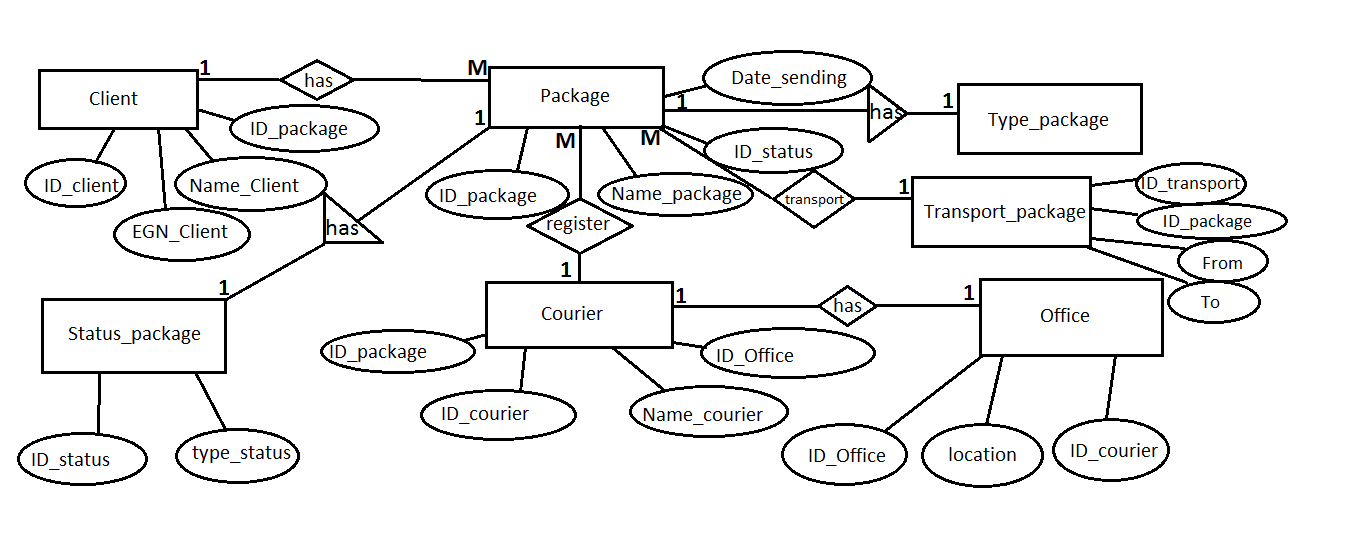 1
has
M
Client
Package
Date_sending
1
has
1
Type_package
ID_package
1
M
M
ID_status
ID_client
Name_Client
ID_package
Name_package
transport
1
Transport_package
ID_transport
ID_package
EGN_Client
has
register
From
1
1
To
Status_package
Courier
1
has
1
Office
ID_package
ID_Office
ID_courier
Name_courier
ID_status
type_status
ID_Office
location
ID_courier